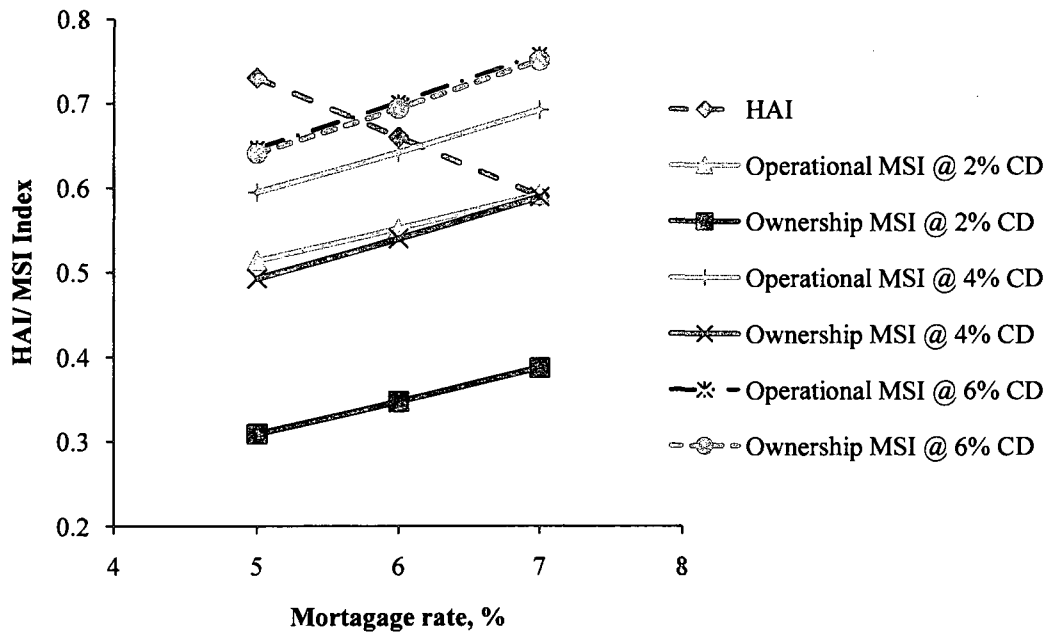 0.8
0.7
0.6
0.5
0.4
0.3
0.2
HAI/ MSI Index
4
5
6
7
8
Mortagage rate, %
HAI
Operational MSI @ 2% CD
Ownership MSI @ 2% CD
Operational MSI @ 4% CD
Ownership MSI @ 4% CD
Operational MSI @ 6% CD
Ownership MSI @ 6% CD